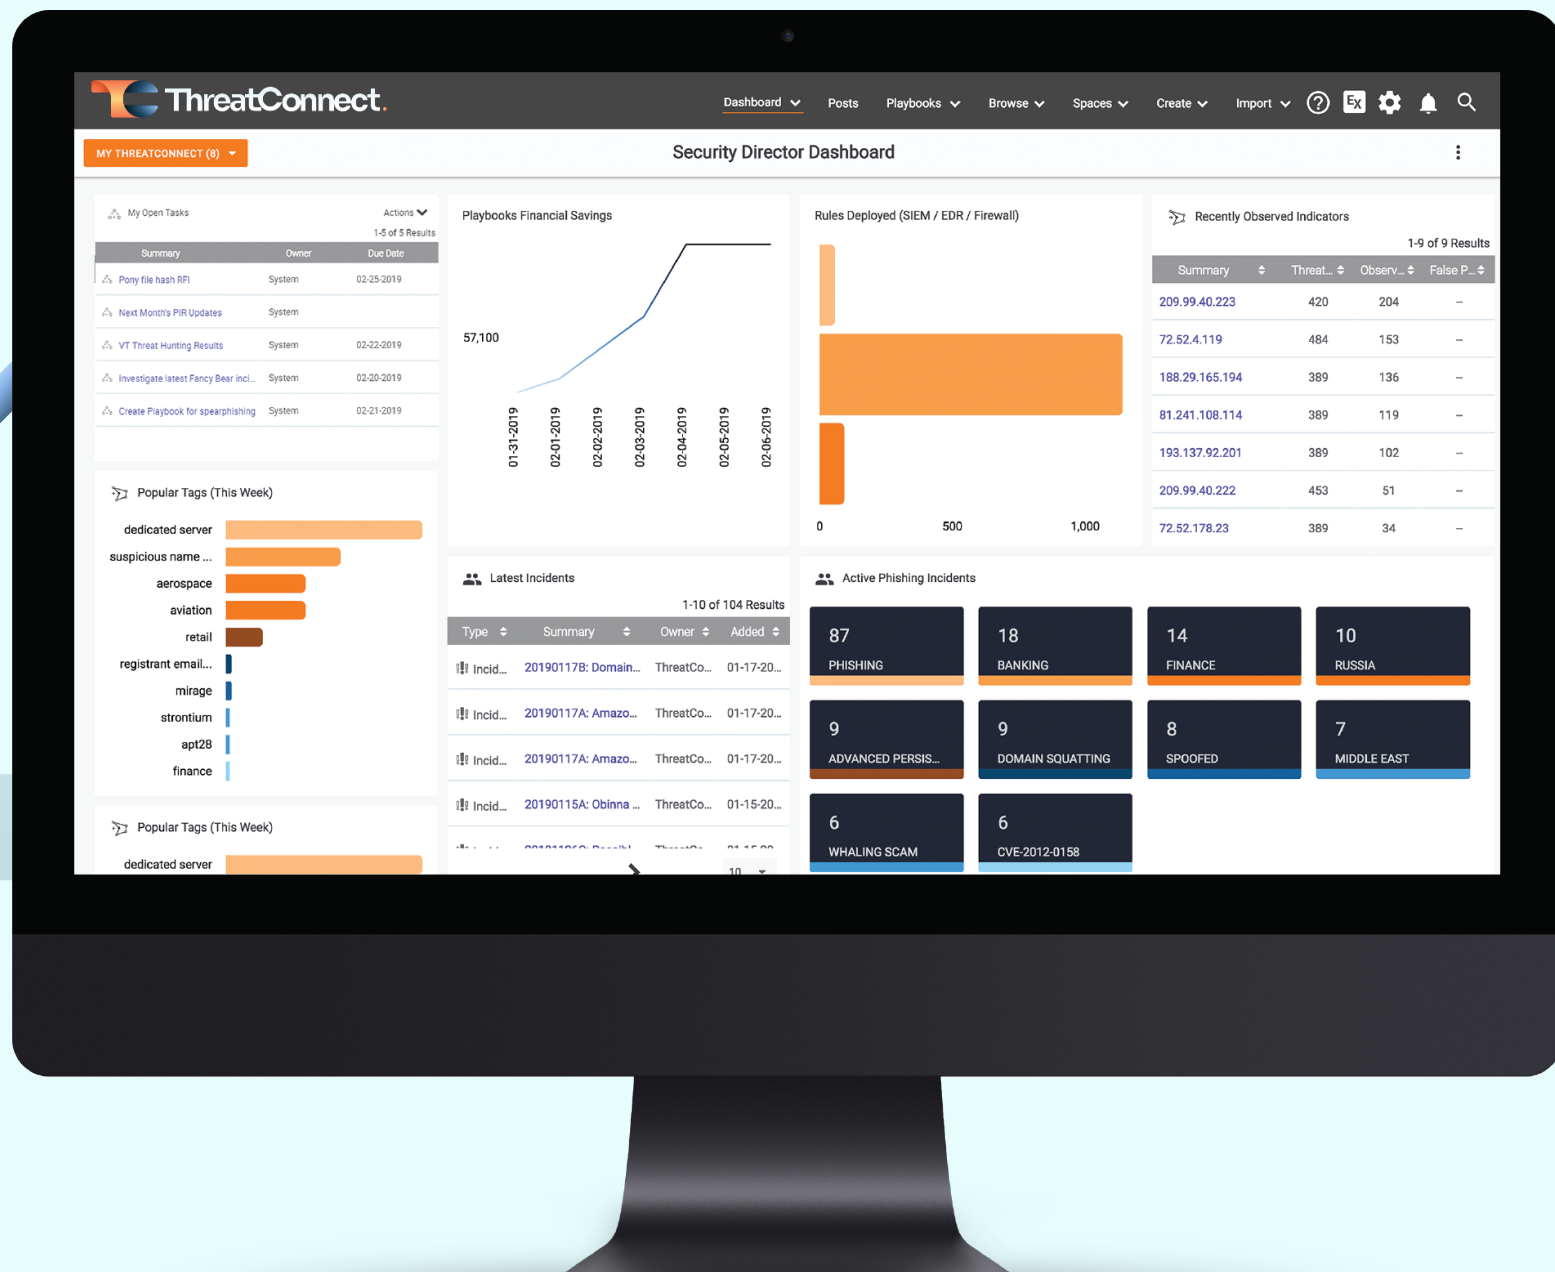 ThreatConnect.
Dashboard Posts Playbooks Browse Spaces Create Import ? EX
MY THREATCONNECT (8)
Security Director Dashboard
My Open Tasks Actions
1-5 of 5 Results
Summary Owner Due Date
Pony file hash RFI System 02-25-2019
Next Month's PIR Updates System
VT Threat Hunting Results System 02-22-2019
Investigate latest Fancy Bear inci... System 02-20-2019
Create Playbook for spearphishing System 02-21-2019
Popular Tags (This Week)
dedicated server
suspicious name ...
aerospace
aviation
retail
registrant email...
mirage
strontium
apt28
finance
Popular Tags (This Week)
dedicated server
Playbooks Financial Savings
57,100
01-31-2019
02-01-2019
02-02-2019
02-03-2019
02-04-2019
02-05-2019
02-06-2019
Rules Deployed (SIEM / EDR / Firewall)
0 500 1,000
Recently Observed Indicators
1-9 of 9 Results
Summary Threat... Observ... False P...
209.99.40.223 420 204 --
72.52.4.119 484 153 --
188.29.165.194 389 136 --
81.241.108.114 389 119 --
193.137.92.201 389 102 --
209.99.40.222 453 51 --
72.52.178.23 389 34 --
Latest Incidents
1-10 of 104 Results
Type Summary Owner Added
Incid... 20190117B: Domain... ThreatCo... 01-17-20...
Incid... 20190117A: Amazo... ThreatCo... 01-17-20...
Incid... 20190117A: Amazo... ThreatCo... 01-17-20...
Incid... 20190115A: Obinna ... ThreatCo... 01-15-20...
10
Active Phishing Incidents
87
PHISHING
18
BANKING
14
FINANCE
10
RUSSIA
9
ADVANCED PERSIS...
9
DOMAIN SQUATTING
8
SPOOFED
7
MIDDLE EAST
6
WHALING SCAM
6
CVE-2012-0158